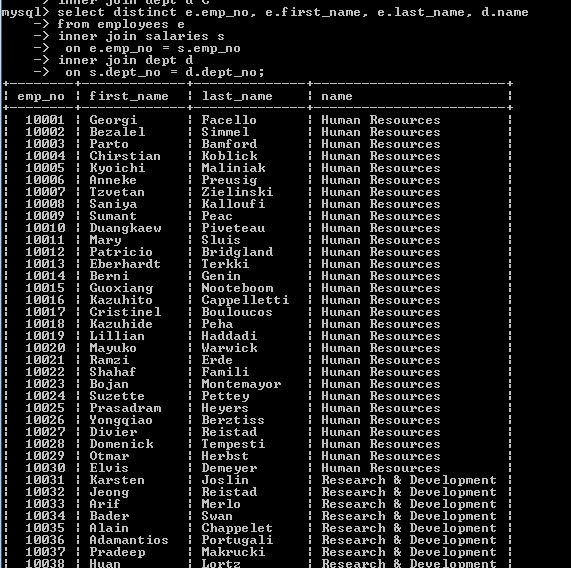 mysql> select distinct e.emp_no, e.first_name, e.last_name, d.name
-> from employees e
-> inner join salaries s
-> on e.emp_no = s.emp_no
-> inner join dept d
-> on s.dept_no = d.dept_no;
emp_no | first_name | last_name | name
10001 | Georgi | Facello | Human Resources
10002 | Bezalel | Simmel | Human Resources
10003 | Parto | Bamford | Human Resources
10004 | Chirstian | Koblick | Human Resources
10005 | Kyoichi | Maliniak | Human Resources
10006 | Anneke | Preusig | Human Resources
10007 | Tzvetan | Zielinski | Human Resources
10008 | Saniya | Kalloufi | Human Resources
10009 | Sumant | Peac | Human Resources
10010 | Duangkaew | Piveteau | Human Resources
10011 | Mary | Sluis | Human Resources
10012 | Patricio | Bridgland | Human Resources
10013 | Eberhardt | Terkki | Human Resources
10014 | Berni | Genin | Human Resources
10015 | Guoxiang | Nooteboom | Human Resources
10016 | Kazuhito | Cappelletti | Human Resources
10017 | Cristinel | Bouloucos | Human Resources
10018 | Kazuhide | Peha | Human Resources
10019 | Lillian | Haddadi | Human Resources
10020 | Mayuko | Warwick | Human Resources
10021 | Ramzi | Erde | Human Resources
10022 | Shahaf | Famili | Human Resources
10023 | Bojan | Montemayor | Human Resources
10024 | Suzette | Pettey | Human Resources
10025 | Prasadram | Heyers | Human Resources
10026 | Yongqiao | Berztiss | Human Resources
10027 | Divier | Reistad | Human Resources
10028 | Domenick | Tempesti | Human Resources
10029 | Otmar | Herbst | Human Resources
10030 | Elvis | Demeyer | Human Resources
10031 | Karsten | Joslin | Research & Development
10032 | Jeong | Reistad | Research & Development
10033 | Arif | Merlo | Research & Development
10034 | Bader | Swan | Research & Development
10035 | Alain | Chappelet | Research & Development
10036 | Adamantios | Portugali | Research & Development
10037 | Pradeep | Makrucki | Research & Development
10038 | Huan | Lortz | Research & Development